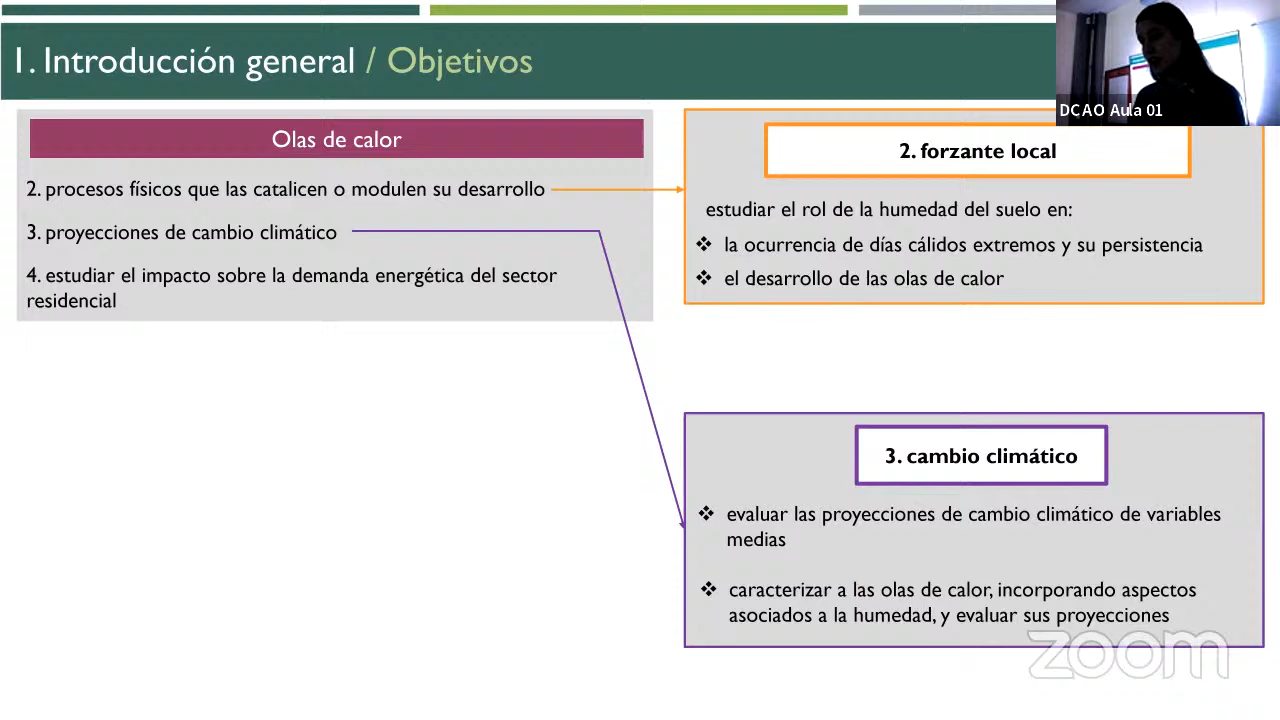 1. Introducción general / Objetivos
DCAO Aula 01
Olas de calor
2. procesos físicos que las catalicen o modulen su desarrollo
3. proyecciones de cambio climático
4. estudiar el impacto sobre la demanda energética del sector
residencial
2. forzante local
estudiar el rol de la humedad del suelo en:
❖ la ocurrencia de días cálidos extremos y su persistencia
❖ el desarrollo de las olas de calor
3. cambio climático
❖ evaluar las proyecciones de cambio climático de variables
medias
❖ caracterizar a las olas de calor, incorporando aspectos
asociados a la humedad, y evaluar sus proyecciones
zoom